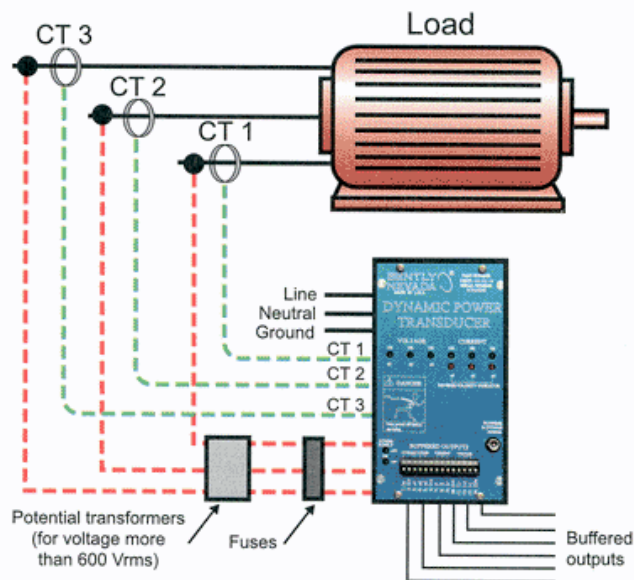 Load
CT 3
CT 2
CT 1
BENTLY
NEVADA
DYNAMIC POWER
TRANSDUCER
VOLTAGE
CURRENT
DANGER
BUFFERED OUTPUTS
Line
Neutral
Ground
CT 1
CT 2
CT 3
Potential transformers
(for voltage more
than 600 Vrms)
Fuses
Buffered
outputs